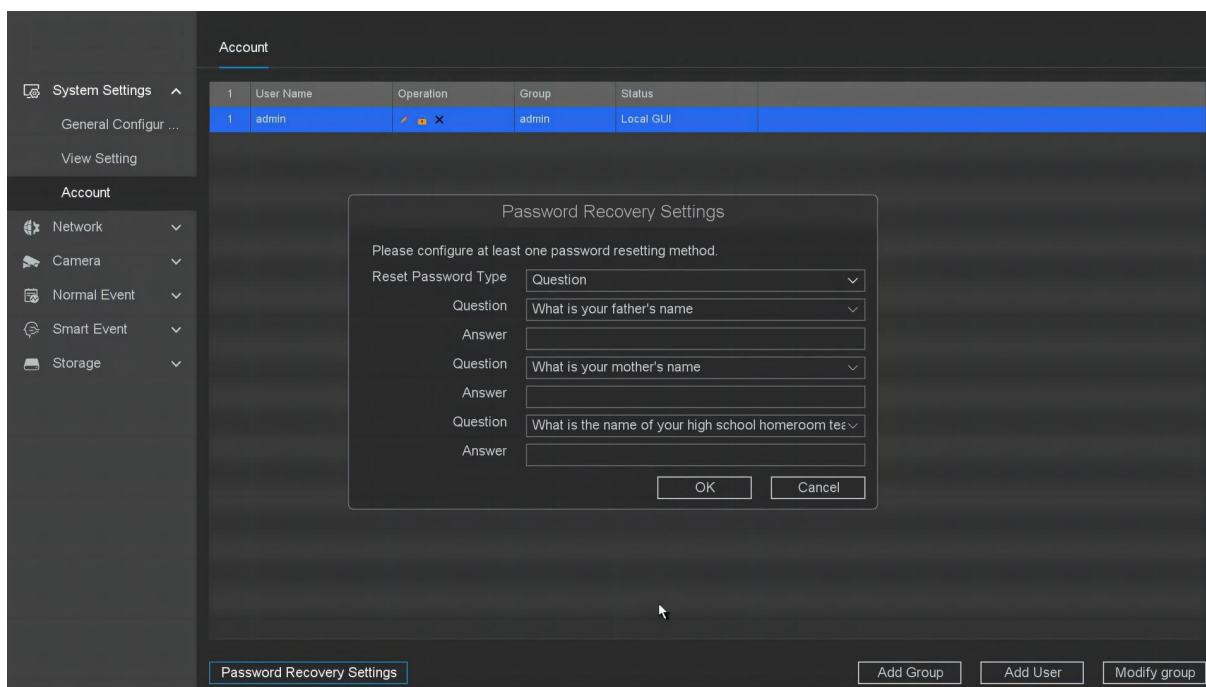 Account
System Settings
General Configur ...
View Setting
Account
Network
Camera
Normal Event
Smart Event
Storage
1 User Name Operation Group Status
1 admin admin Local GUI
Password Recovery Settings
Please configure at least one password resetting method.
Reset Password Type Question
Question What is your father's name
Answer
Question What is your mother's name
Answer
Question What is the name of your high school homeroom tea
Answer
OK Cancel
Password Recovery Settings Add Group Add User Modify group